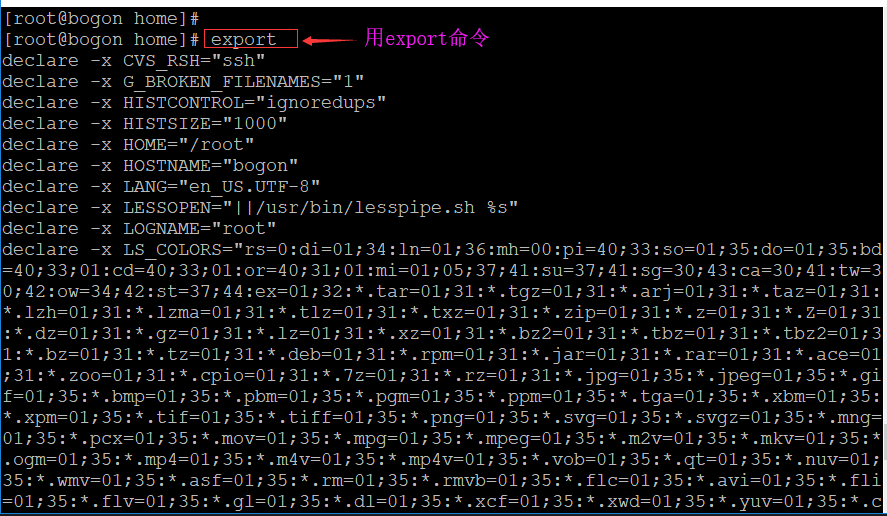 [root@bogon home]#
[root@bogon home]# export 用export命令
declare -x CVS_RSH="ssh"
declare -x G_BROKEN_FILENAMES="1"
declare -x HISTCONTROL="ignoredups"
declare -x HISTSIZE="1000"
declare -x HOME="/root"
declare -x HOSTNAME="bogon"
declare -x LANG="en_US.UTF-8"
declare -x LESSOPEN="||/usr/bin/lesspipe.sh %s"
declare -x LOGNAME="root"
declare -x LS_COLORS="rs=0:di=01;34:ln=01;36:mh=00:pi=40;33:so=01;35:do=01;35:bd
=40;33;01:cd=40;33;01:or=40;31;01:mi=01;05;37;41:su=37;41:sg=30;43:ca=30;41:tw=3
0;42:ow=34;42:st=37;44:ex=01;32:*.tar=01;31:*.tgz=01;31:*.arj=01;31:*.taz=01;31:
*.lzh=01;31:*.lzma=01;31:*.tlz=01;31:*.txz=01;31:*.zip=01;31:*.z=01;31:*.Z=01;31
:*.dz=01;31:*.gz=01;31:*.lz=01;31:*.xz=01;31:*.bz2=01;31:*.tbz=01;31:*.tbz2=01;3
1:*.bz=01;31:*.tz=01;31:*.deb=01;31:*.rpm=01;31:*.jar=01;31:*.rar=01;31:*.ace=01
;31:*.zoo=01;31:*.cpio=01;31:*.7z=01;31:*.rz=01;31:*.jpg=01;35:*.jpeg=01;35:*.gi
f=01;35:*.bmp=01;35:*.pbm=01;35:*.pgm=01;35:*.ppm=01;35:*.tga=01;35:*.xbm=01;35:
*.xpm=01;35:*.tif=01;35:*.tiff=01;35:*.png=01;35:*.svg=01;35:*.svgz=01;35:*.mng=
01;35:*.pcx=01;35:*.mov=01;35:*.mpg=01;35:*.mpeg=01;35:*.m2v=01;35:*.mkv=01;35:*
.ogm=01;35:*.mp4=01;35:*.m4v=01;35:*.mp4v=01;35:*.vob=01;35:*.qt=01;35:*.nuv=01;
35:*.wmv=01;35:*.asf=01;35:*.rm=01;35:*.rmvb=01;35:*.flc=01;35:*.avi=01;35:*.fli
=01;35:*.flv=01;35:*.gl=01;35:*.dl=01;35:*.xcf=01;35:*.xwd=01;35:*.yuv=01;35:*.c